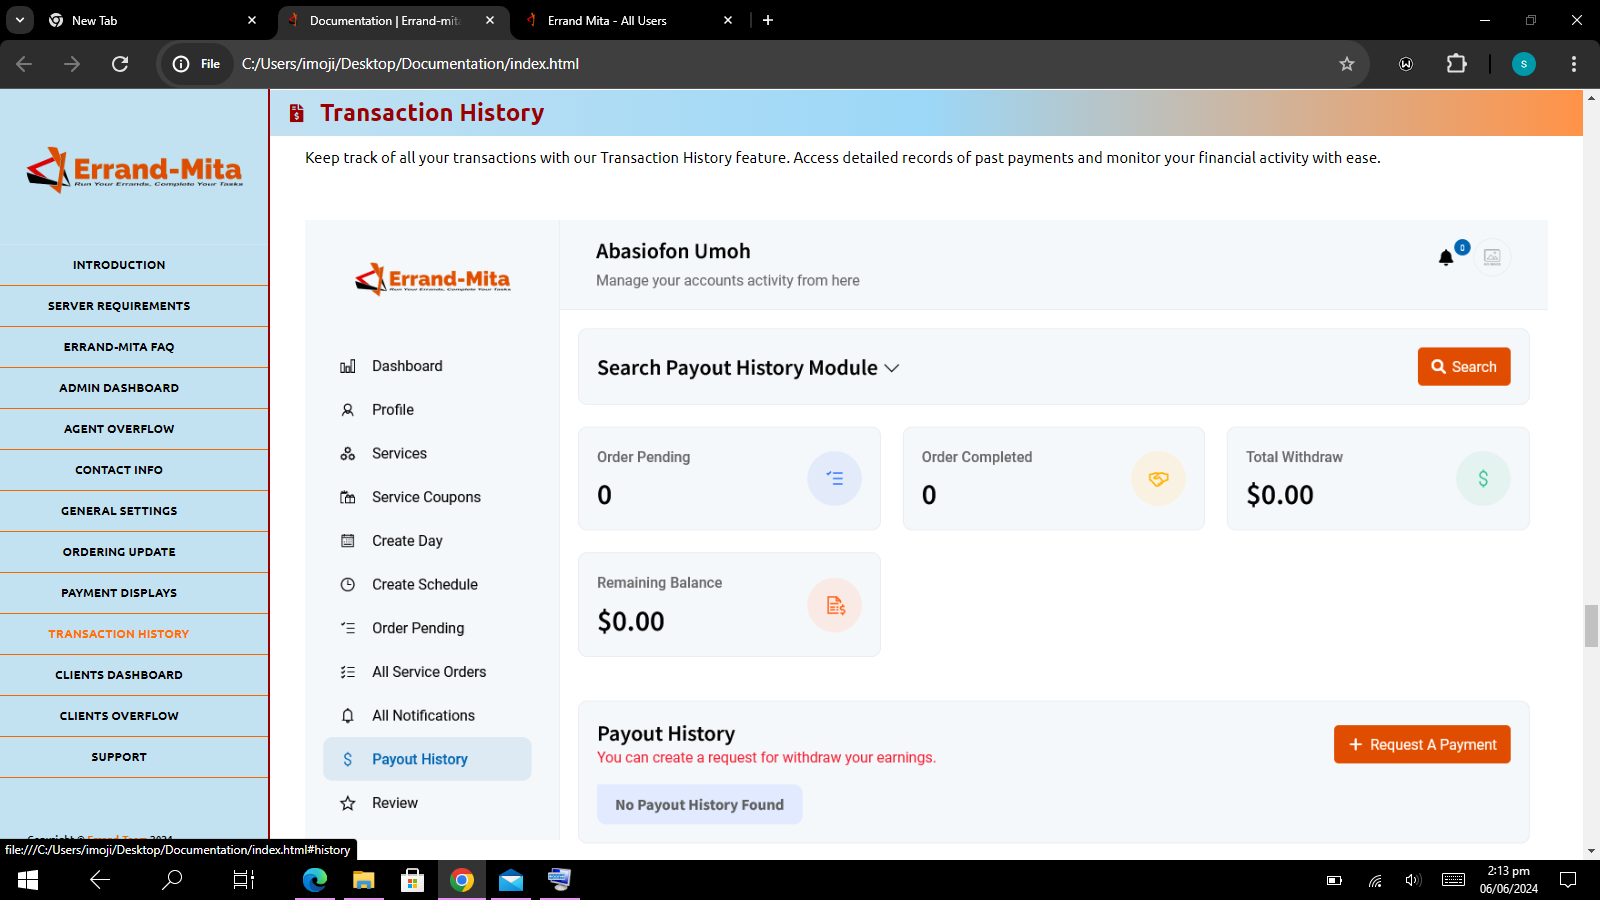 New Tab
Documentation | Errand-mit
Errand Mita - All Users
File
C:/Users/imoji/Desktop/Documentation/index.html
S
Errand-Mita
Run Your Errands, Complete Your Tasks
INTRODUCTION
SERVER REQUIREMENTS
ERRAND-MITA FAQ
ADMIN DASHBOARD
AGENT OVERFLOW
CONTACT INFO
GENERAL SETTINGS
ORDERING UPDATE
PAYMENT DISPLAYS
TRANSACTION HISTORY
CLIENTS DASHBOARD
CLIENTS OVERFLOW
SUPPORT
Copyright © Errand Team 2024
file:///C:/Users/imoji/Desktop/Documentation/index.html#history
Transaction History
Keep track of all your transactions with our Transaction History feature. Access detailed records of past payments and monitor your financial activity with ease.
Errand-Mita
Run Your Errands, Complete Your Tasks
Dashboard
Profile
Services
Service Coupons
Create Day
Create Schedule
Order Pending
All Service Orders
All Notifications
Payout History
Review
Abasiofon Umoh
Manage your accounts activity from here
0
Search Payout History Module
Search
Order Pending
0
Order Completed
0
Total Withdraw
$0.00
Remaining Balance
$0.00
Payout History
You can create a request for withdraw your earnings.
Request A Payment
No Payout History Found
2:13 pm
06/06/2024